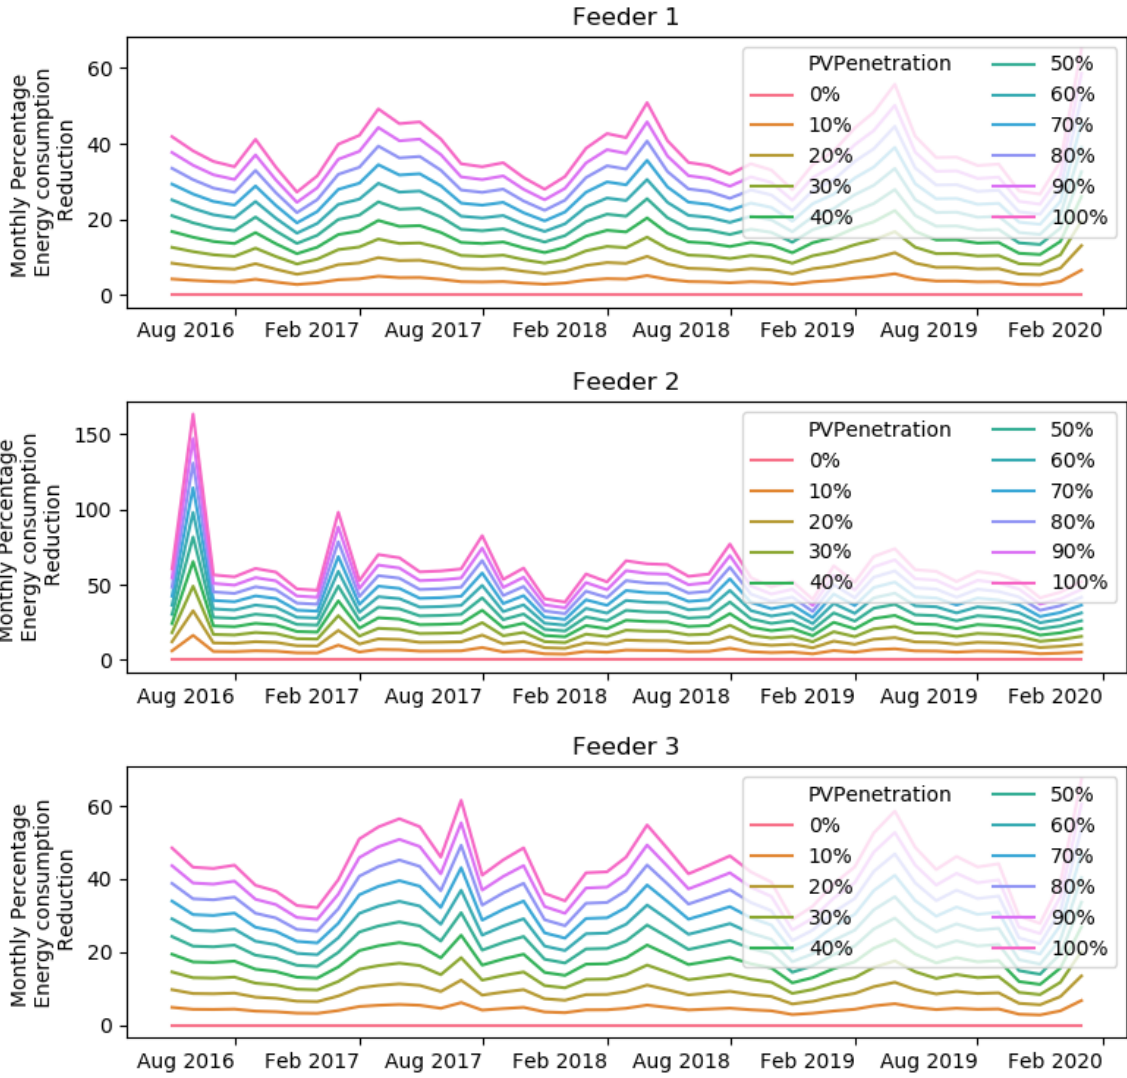 Feeder 1
Monthly Percentage
Energy consumption
Reduction
60
40
20
0
PVPenetration
0%
10%
20%
30%
40%
50%
60%
70%
80%
90%
100%
Aug 2016 Feb 2017 Aug 2017 Feb 2018 Aug 2018 Feb 2019 Aug 2019 Feb 2020
Feeder 2
Monthly Percentage
Energy consumption
Reduction
150
100
50
0
PVPenetration
0%
10%
20%
30%
40%
50%
60%
70%
80%
90%
100%
Aug 2016 Feb 2017 Aug 2017 Feb 2018 Aug 2018 Feb 2019 Aug 2019 Feb 2020
Feeder 3
Monthly Percentage
Energy consumption
Reduction
60
40
20
0
PVPenetration
0%
10%
20%
30%
40%
50%
60%
70%
80%
90%
100%
Aug 2016 Feb 2017 Aug 2017 Feb 2018 Aug 2018 Feb 2019 Aug 2019 Feb 2020